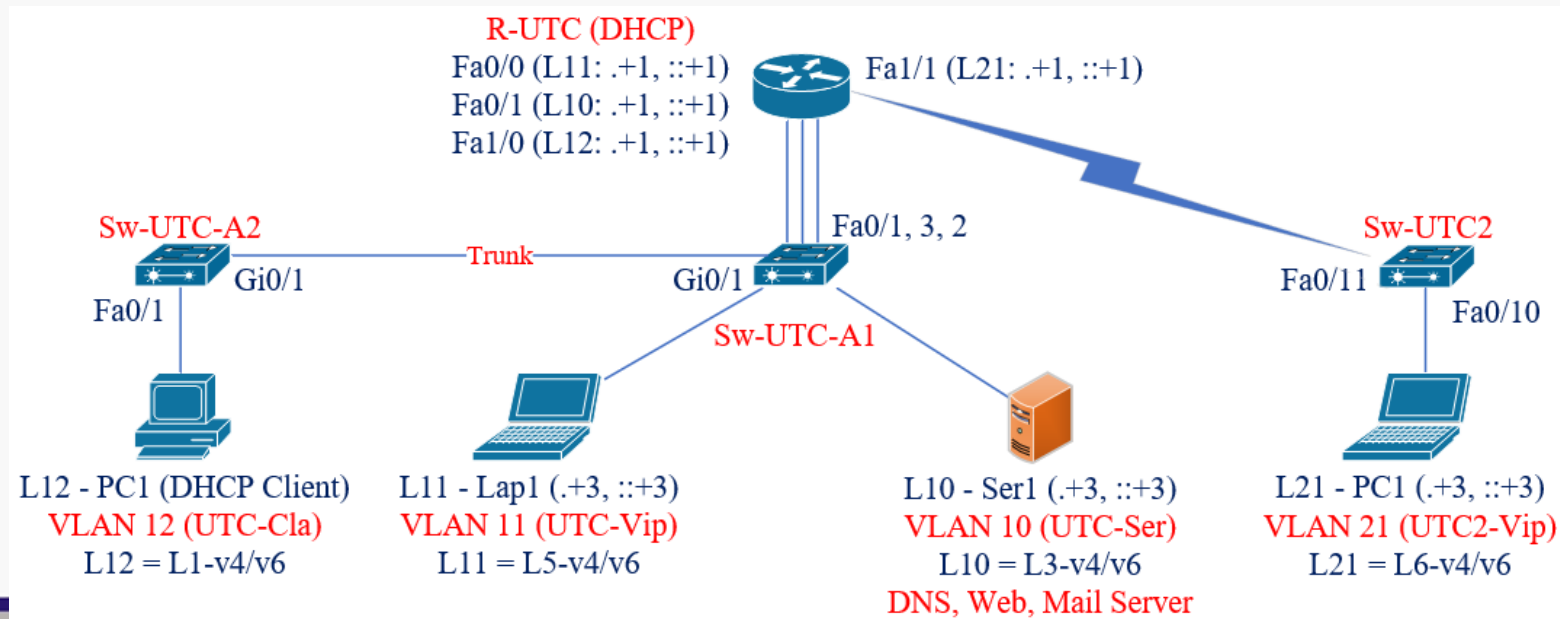 R-UTC (DHCP)
Fa0/0 (L11: .+1, ::+1)
Fa0/1 (L10: .+1, ::+1)
Fa1/0 (L12: .+1, ::+1)
Fa1/1 (L21: .+1, ::+1)
Sw-UTC-A2
Trunk
Fa0/1, 3, 2
Sw-UTC2
Gi0/1
Gi0/1
Fa0/11
Fa0/1
Fa0/10
Sw-UTC-A1
L12 - PC1 (DHCP Client)
VLAN 12 (UTC-Cla)
L12 = L1-v4/v6
L11 - Lap1 (.+3, ::+3)
VLAN 11 (UTC-Vip)
L11 = L5-v4/v6
L10 - Ser1 (.+3, ::+3)
VLAN 10 (UTC-Ser)
L10 = L3-v4/v6
DNS, Web, Mail Server
L21 - PC1 (.+3, ::+3)
VLAN 21 (UTC2-Vip)
L21 = L6-v4/v6